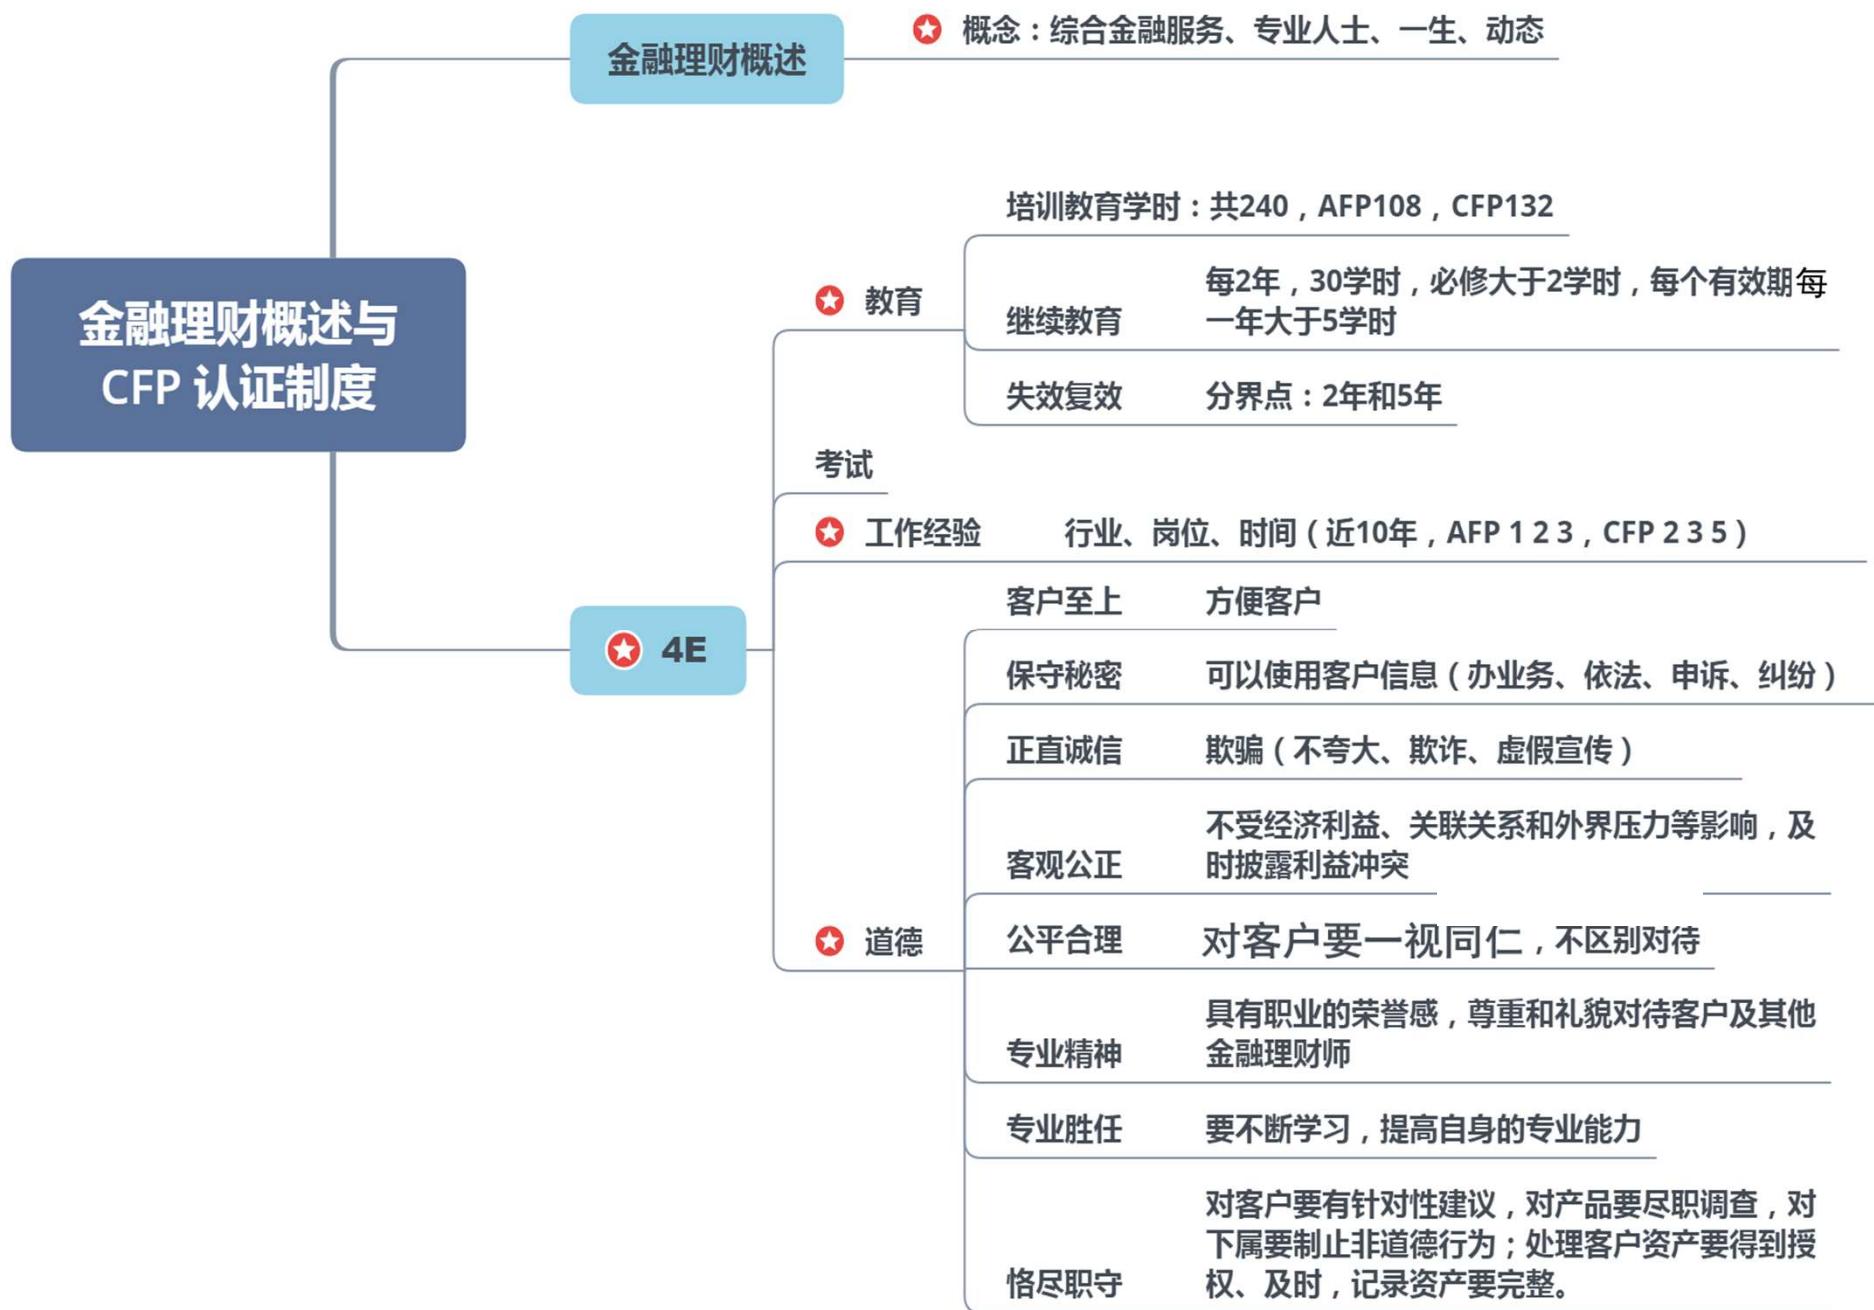 金融理财概述与
CFP 认证制度
金融理财概述
概念：综合金融服务、专业人士、一生、动态
4E
教育
培训教育学时：共240，AFP108，CFP132
继续教育
每2年，30学时，必修大于2学时，每个有效期每
一年大于5学时
失效复效
分界点：2年和5年
考试
工作经验
行业、岗位、时间（近10年，AFP 1 2 3，CFP 2 3 5）
道德
客户至上
方便客户
保守秘密
可以使用客户信息（办业务、依法、申诉、纠纷）
正直诚信
欺骗（不夸大、欺诈、虚假宣传）
客观公正
不受经济利益、关联关系和外界压力等影响，及
时披露利益冲突
公平合理
对客户要一视同仁，不区别对待
专业精神
具有职业的荣誉感，尊重和礼貌对待客户及其他
金融理财师
专业胜任
要不断学习，提高自身的专业能力
恪尽职守
对客户要有针对性建议，对产品要尽职调查，对
下属要制止非道德行为；处理客户资产要得到授
权、及时，记录资产要完整。